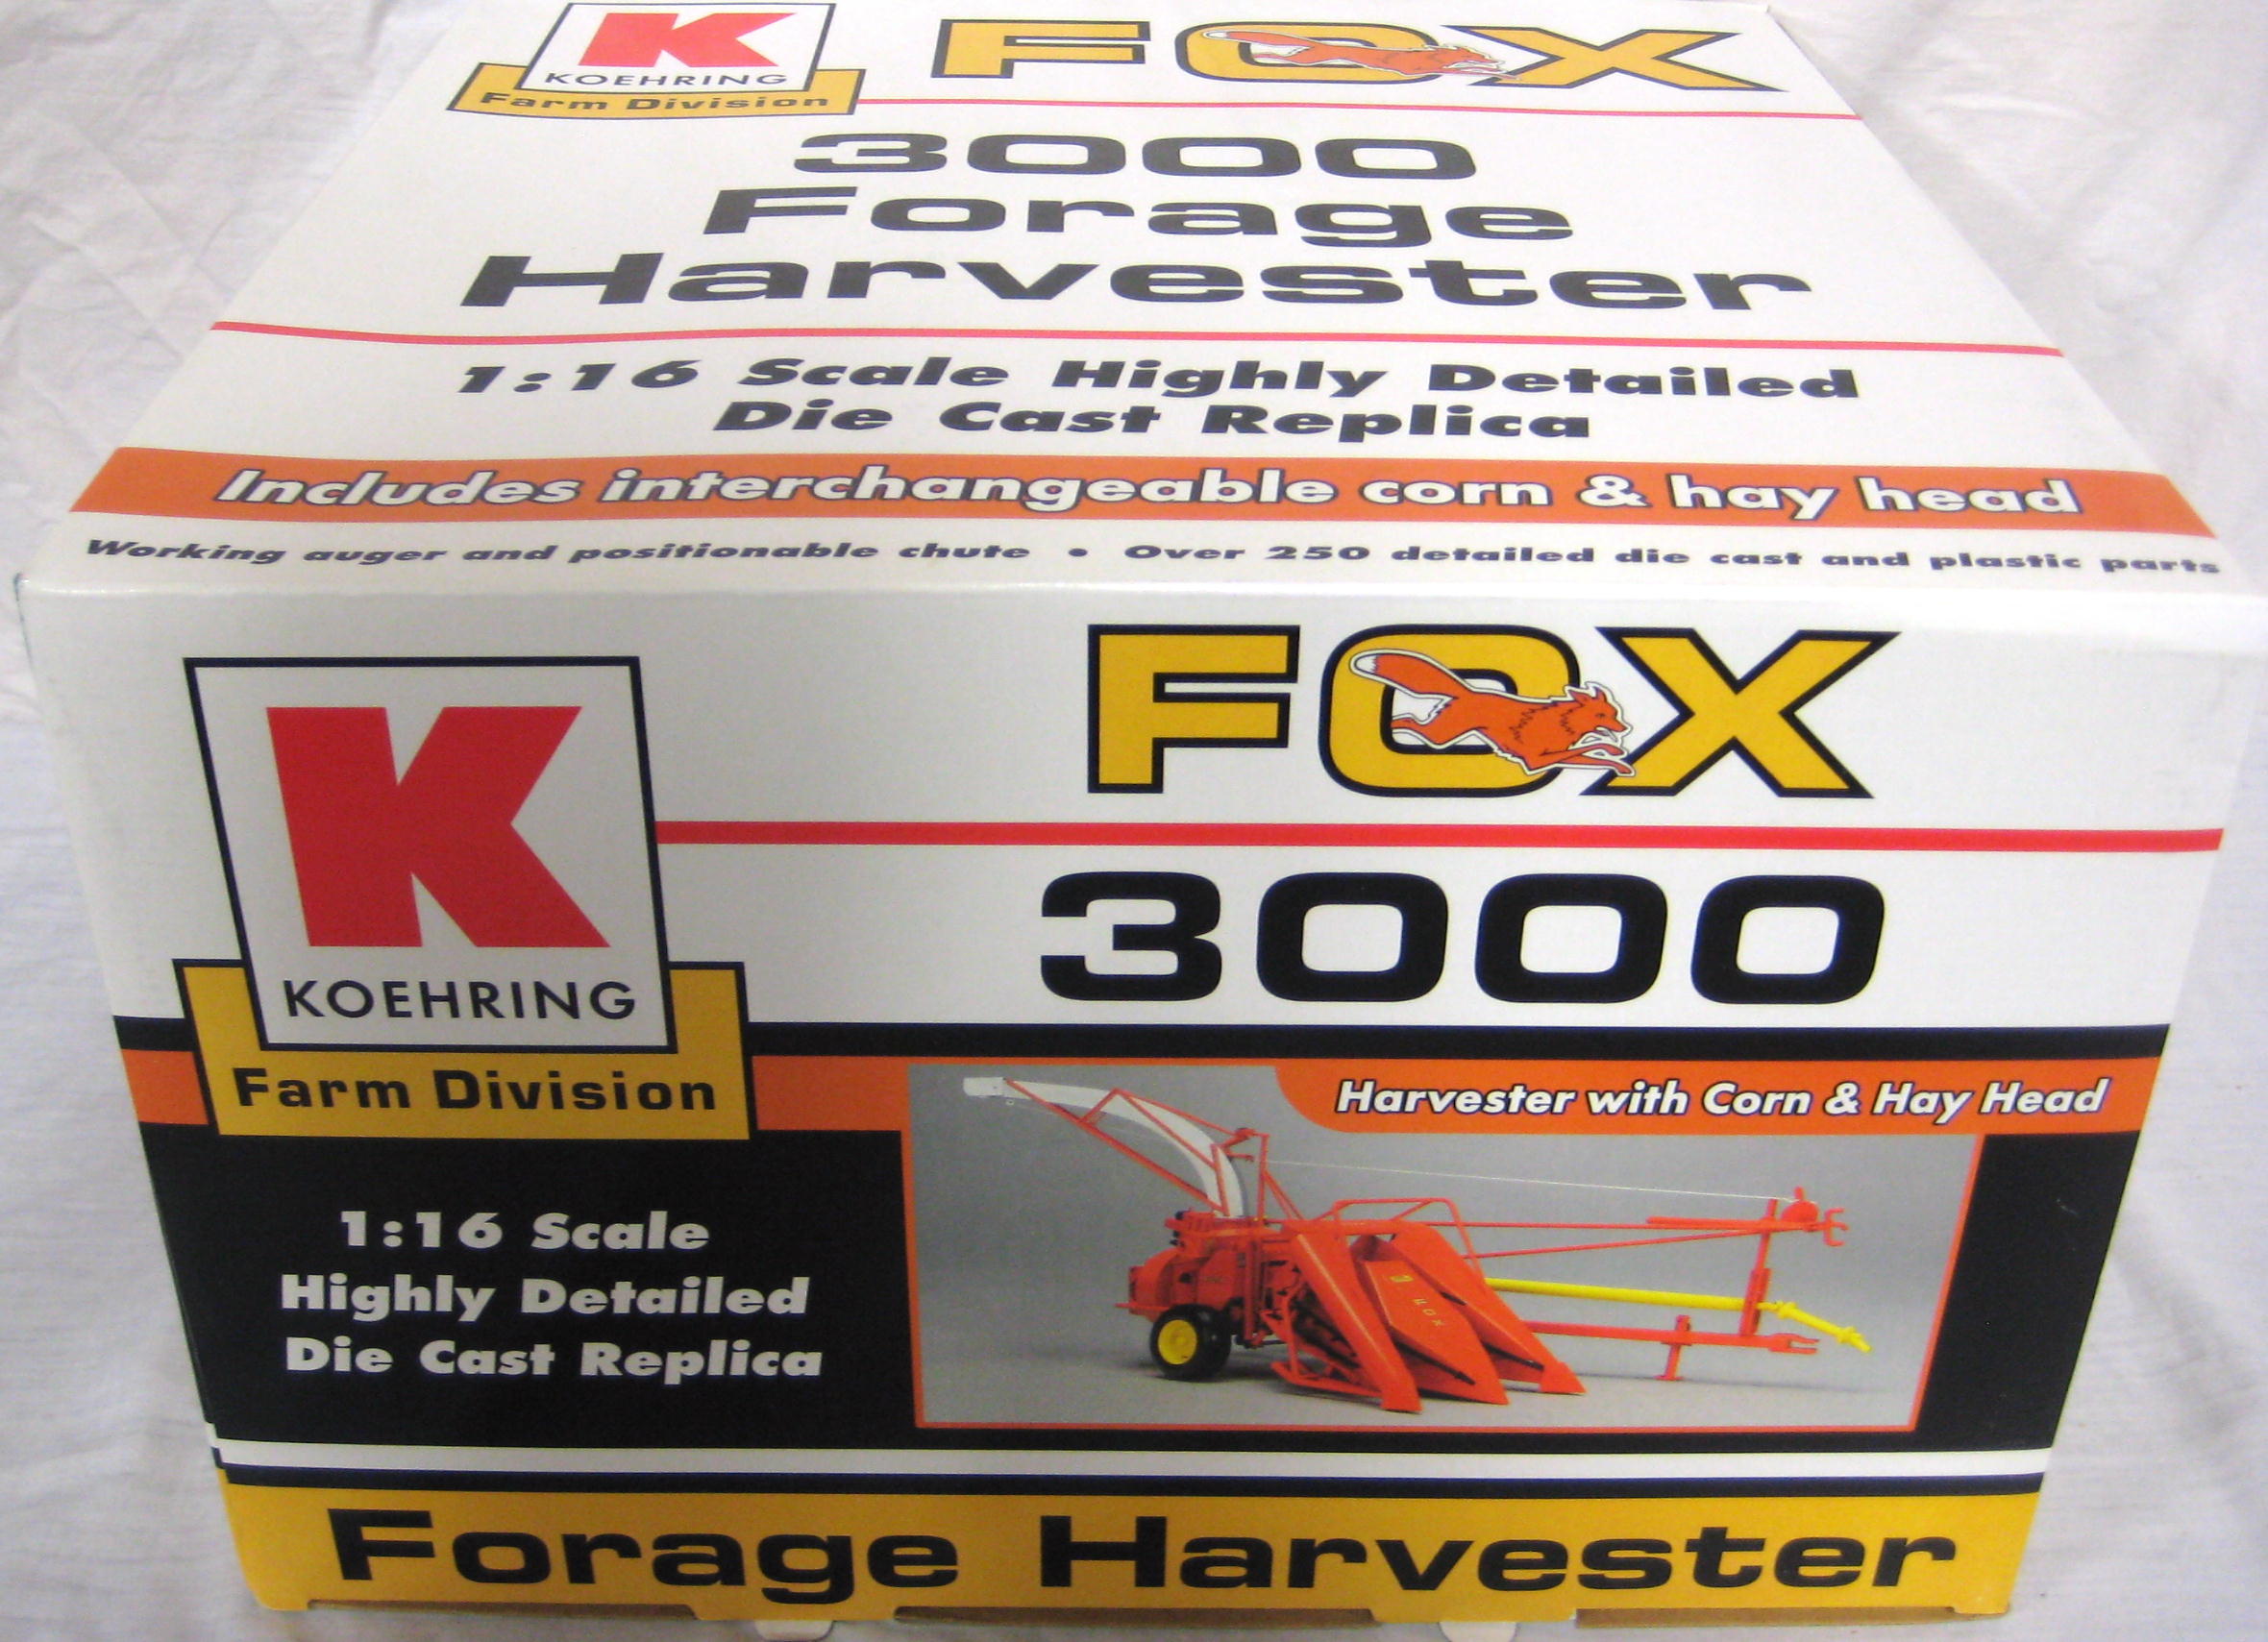 K
KOEHRING
Farm Division
FOX
3000
Forage
Harvester
1:16 Scale Highly Detailed
Die Cast Replica
Includes interchangeable corn & hay head
Working auger and positionable chute • Over 250 detailed die cast and plastic parts
K
KOEHRING
Farm Division
FOX
3000
Harvester with Corn & Hay Head
FOX
1:16 Scale
Highly Detailed
Die Cast Replica
Forage Harvester